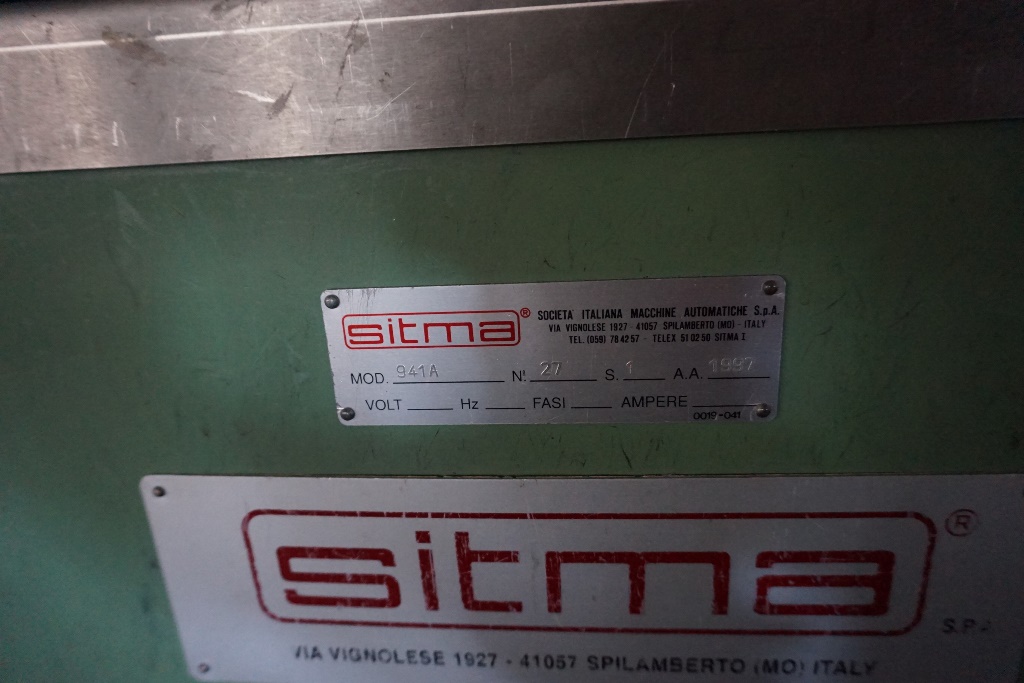 sitma® SOCIETA ITALIANA MACCHINE AUTOMATICHE S.p.A.
VIA VIGNOLESE 1927 - 41057 SPILAMBERTO (MO) - ITALY
TEL. (059) 784257 - TELEX 510250 SITMA I
MOD. 941A N. 27 S. 1 A.A. 1997
VOLT Hz FASI AMPERE
0019-041
sitma®
S.P.A.
VIA VIGNOLESE 1927 - 41057 SPILAMBERTO (MO) ITALY